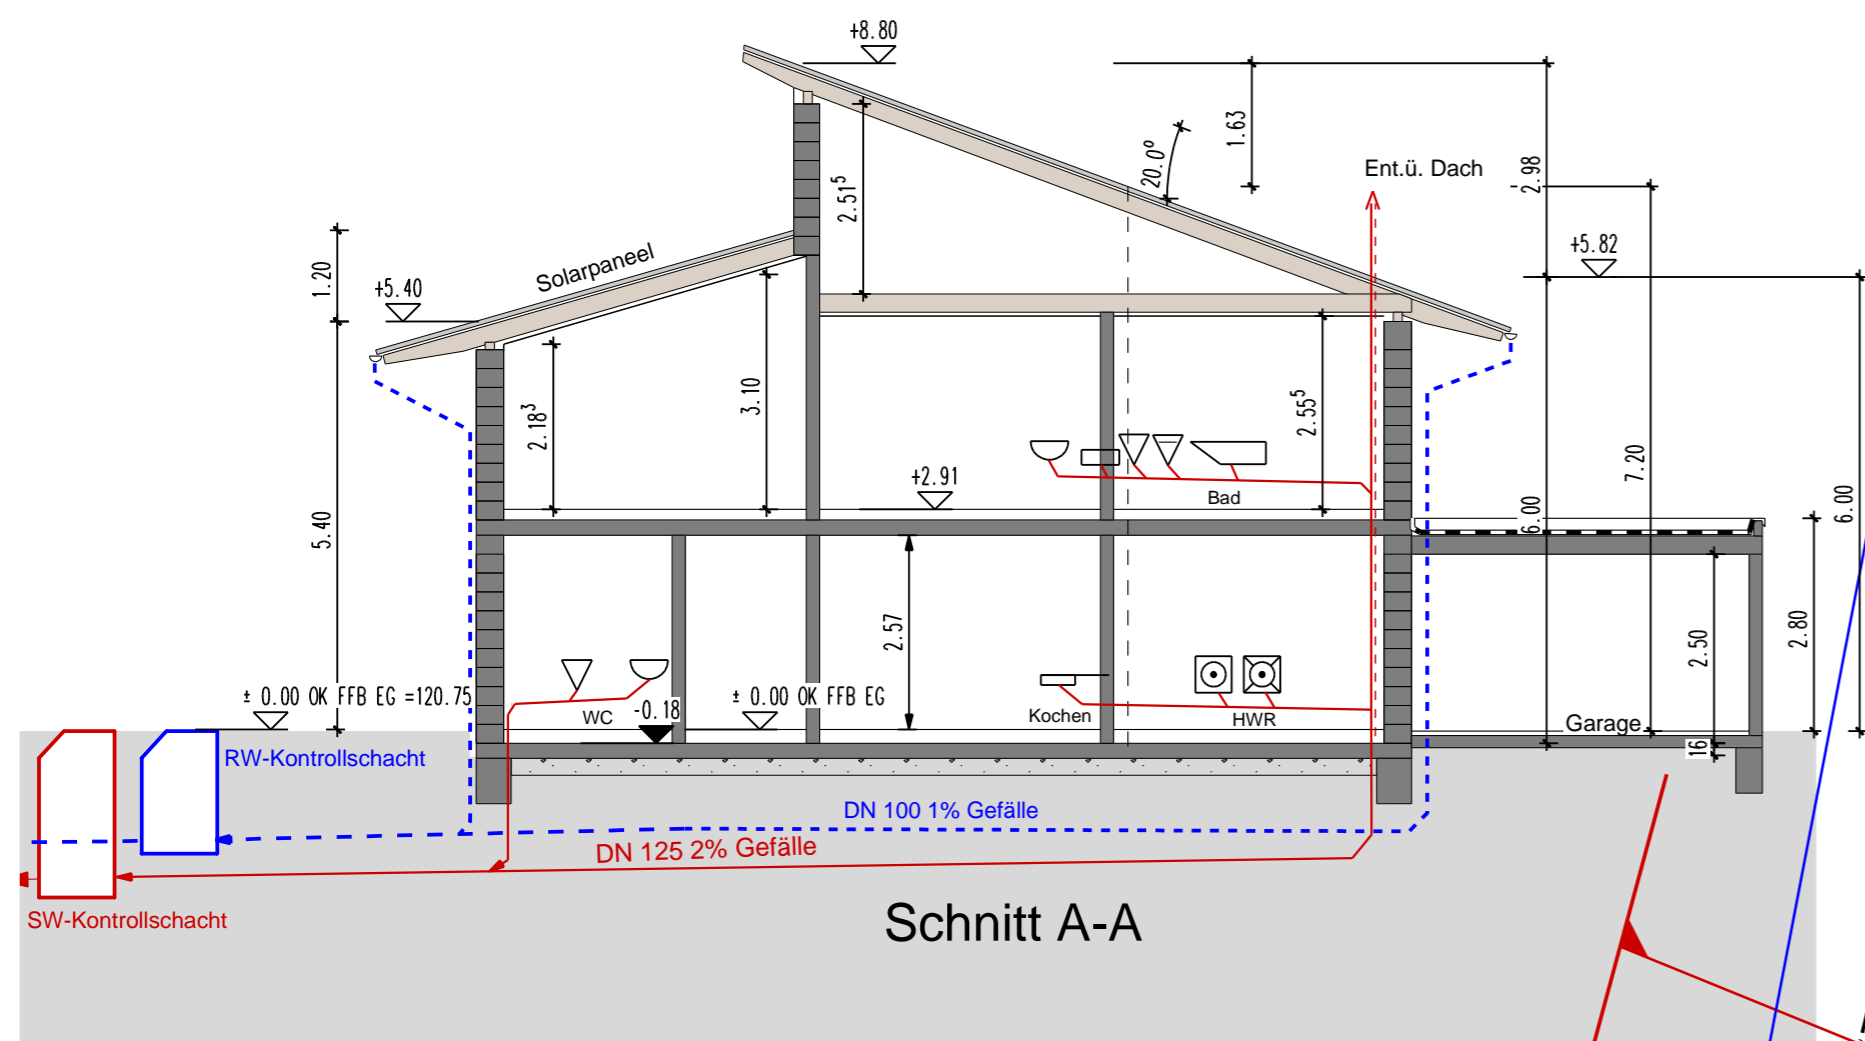 +8.80
1.63
20.0°
Ent.ü. Dach
2.98
2.51⁵
+5.82
Solarpaneel
1.20
+5.40
3.10
2.18³
2.55⁵
7.20
+2.91
Bad
6.00
6.00
5.40
2.57
2.50
2.80
± 0.00 OK FFB EG =120.75
± 0.00 OK FFB EG
-0.18
WC
Kochen
HWR
Garage
16
RW-Kontrollschacht
DN 100 1% Gefälle
DN 125 2% Gefälle
SW-Kontrollschacht
Schnitt A-A